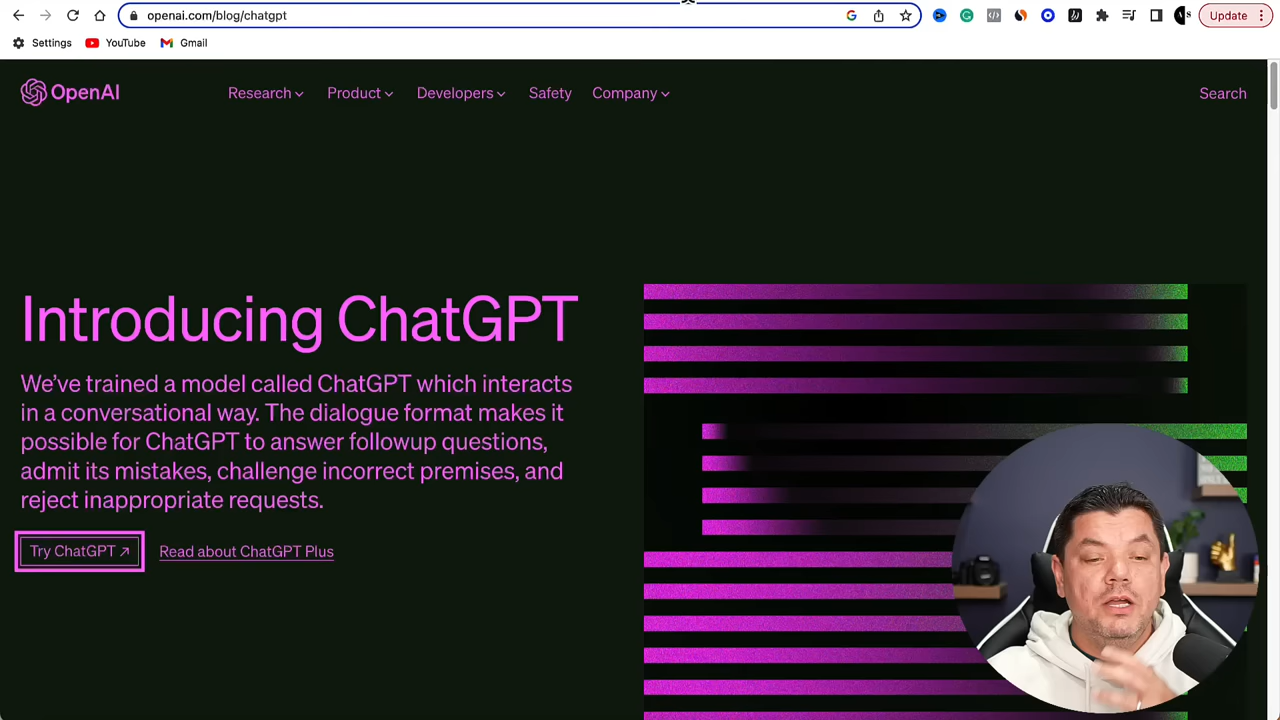 openai.com/blog/chatgpt
Update
Settings YouTube Gmail
OpenAI Research Product Developers Safety Company Search
Introducing ChatGPT
We've trained a model called ChatGPT which interacts
in a conversational way. The dialogue format makes it
possible for ChatGPT to answer followup questions,
admit its mistakes, challenge incorrect premises, and
reject inappropriate requests.
Try ChatGPT ↗ Read about ChatGPT Plus